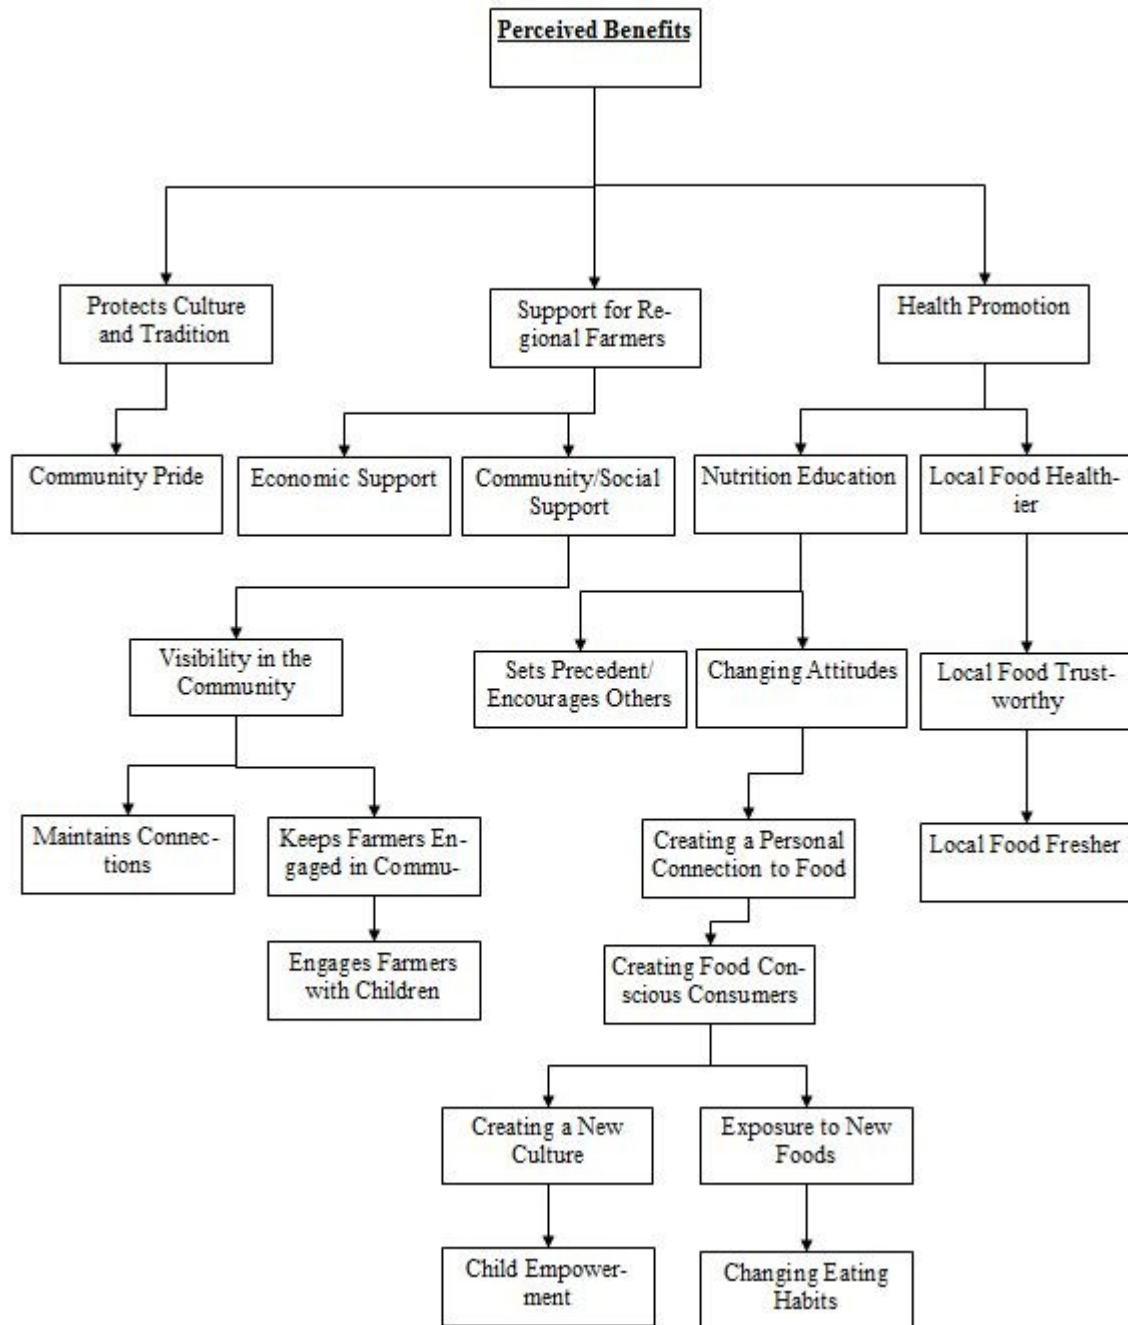 Perceived Benefits
Protects Culture
and Tradition
Support for Re-
gional Farmers
Health Promotion
Community Pride
Economic Support
Community/Social
Support
Nutrition Education
Local Food Health-
ier
Visibility in the
Community
Sets Precedent/
Encourages Others
Changing Attitudes
Local Food Trust-
worthy
Maintains Connec-
tions
Keeps Farmers En-
gaged in Commu-
Creating a Personal
Connection to Food
Local Food Fresher
Engages Farmers
with Children
Creating Food Con-
scious Consumers
Creating a New
Culture
Exposure to New
Foods
Child Empower-
ment
Changing Eating
Habits